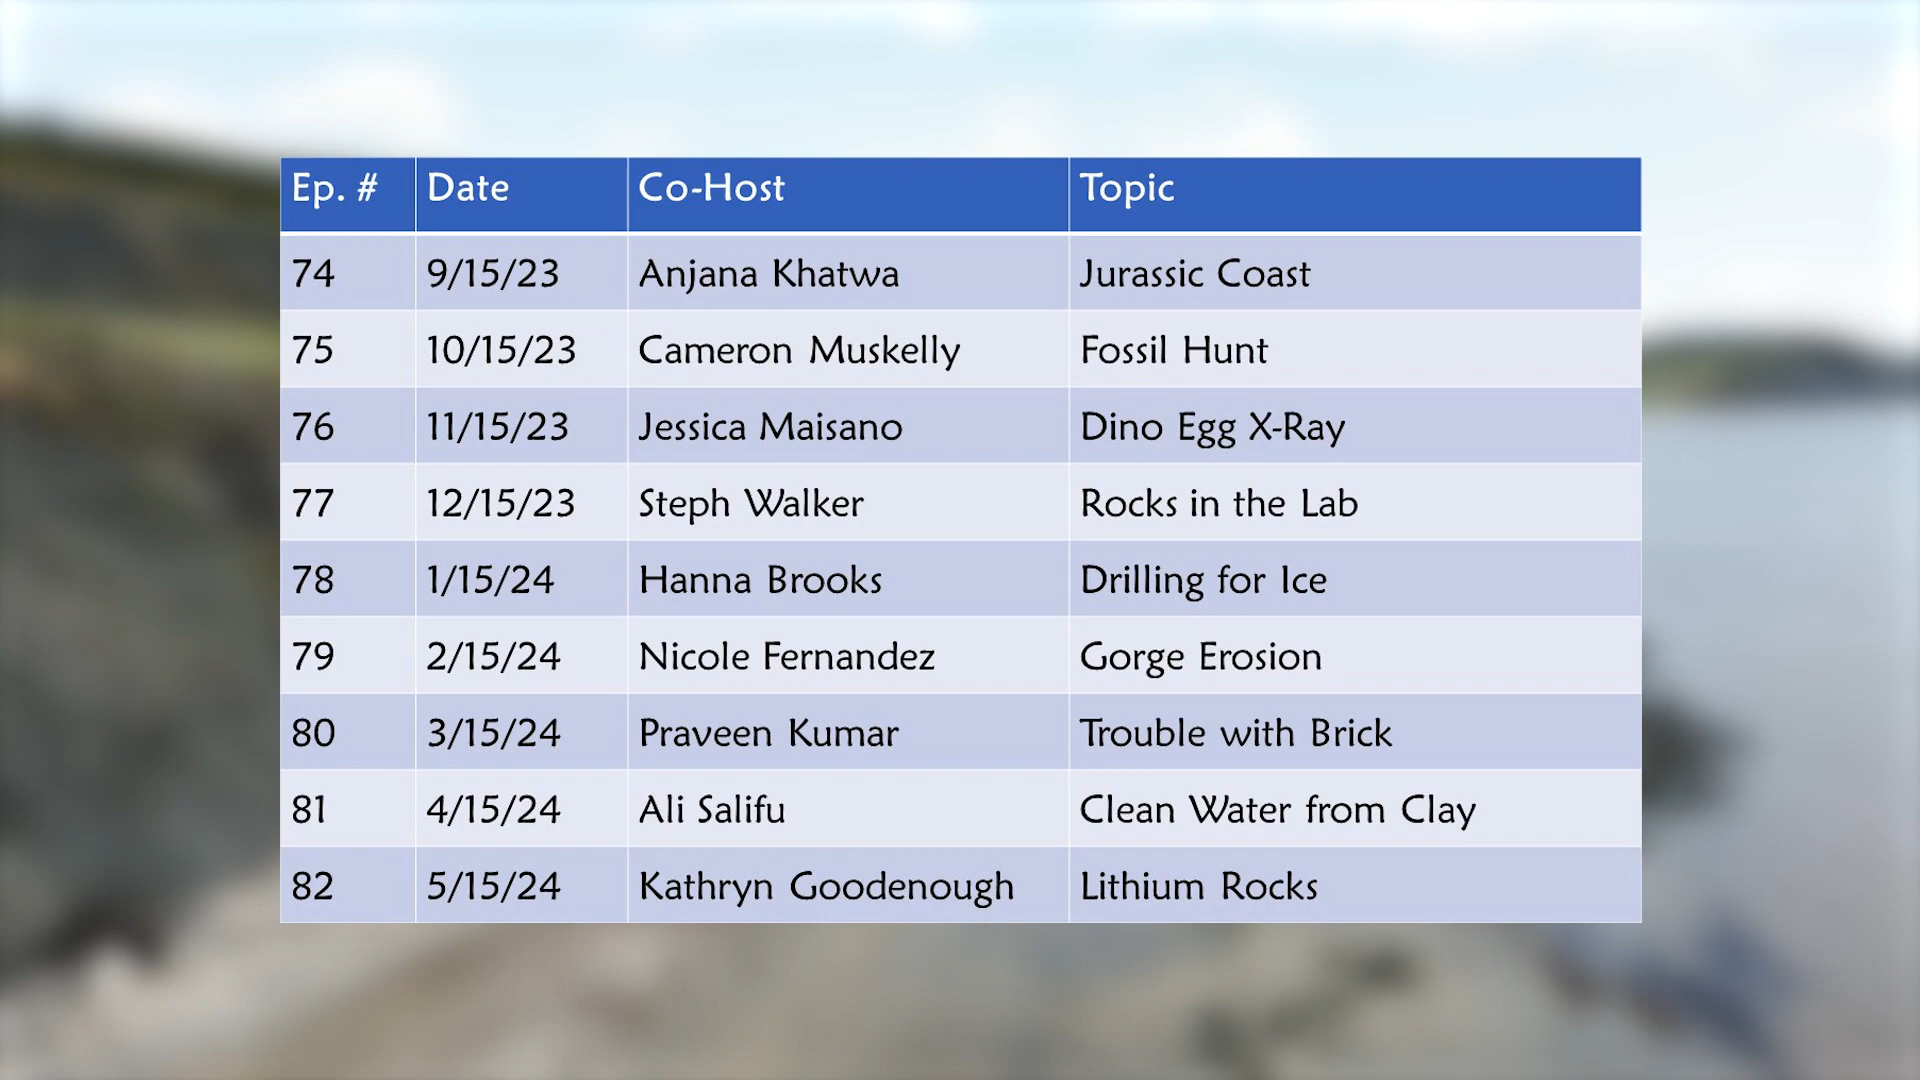 Ep. # Date Co-Host Topic
74 9/15/23 Anjana Khatwa Jurassic Coast
75 10/15/23 Cameron Muskelly Fossil Hunt
76 11/15/23 Jessica Maisano Dino Egg X-Ray
77 12/15/23 Steph Walker Rocks in the Lab
78 1/15/24 Hanna Brooks Drilling for Ice
79 2/15/24 Nicole Fernandez Gorge Erosion
80 3/15/24 Praveen Kumar Trouble with Brick
81 4/15/24 Ali Salifu Clean Water from Clay
82 5/15/24 Kathryn Goodenough Lithium Rocks